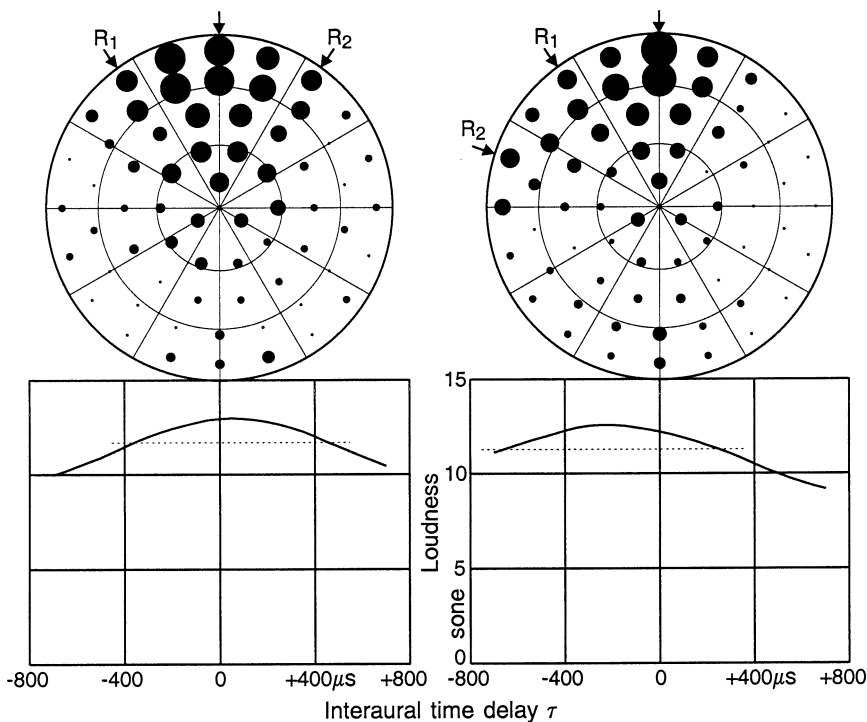 R1 R2 R1
R2
15
10
5
0
Loudness
sone
-800 -400 0 +400µs +800
-800 -400 0 +400µs +800
Interaural time delay τ